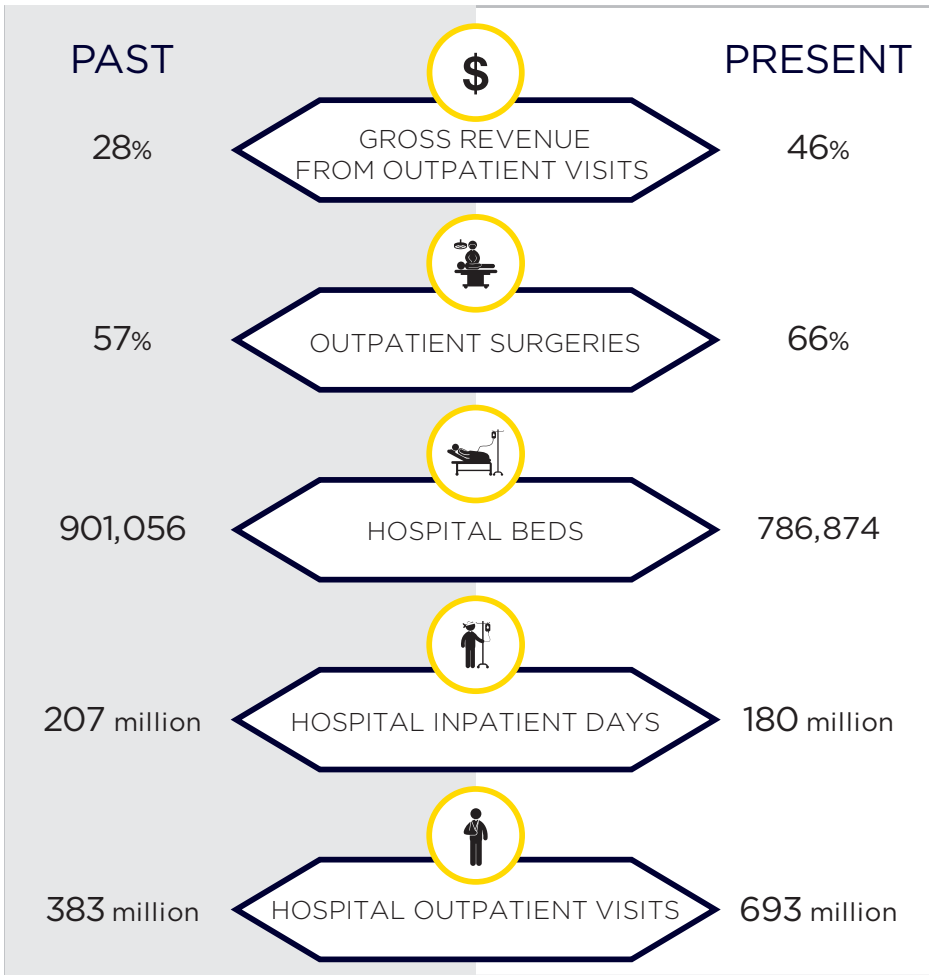 PAST
PRESENT
$
28%
GROSS REVENUE
FROM OUTPATIENT VISITS
46%
57%
OUTPATIENT SURGERIES
66%
901,056
HOSPITAL BEDS
786,874
207 million
HOSPITAL INPATIENT DAYS
180 million
383 million
HOSPITAL OUTPATIENT VISITS
693 million